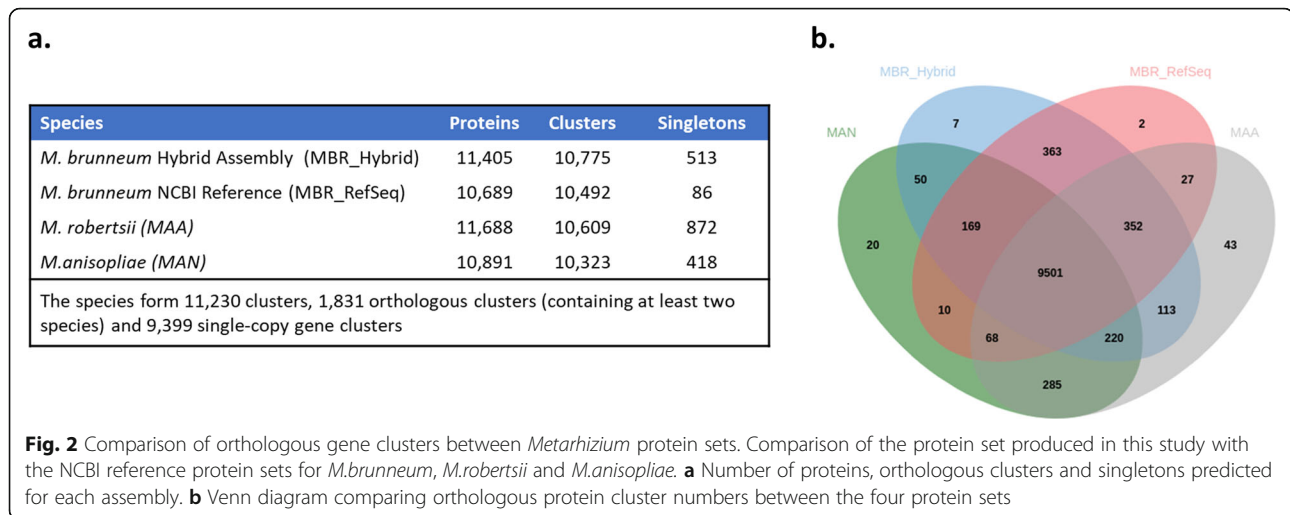 a.
Species Proteins Clusters Singletons
M. brunneum Hybrid Assembly (MBR_Hybrid) 11,405 10,775 513
M. brunneum NCBI Reference (MBR_RefSeq) 10,689 10,492 86
M. robertsii (MAA) 11,688 10,609 872
M.anisopliae (MAN) 10,891 10,323 418
The species form 11,230 clusters, 1,831 orthologous clusters (containing at least two
species) and 9,399 single-copy gene clusters
b.
MBR_Hybrid MBR_RefSeq
MAN MAA
7 2
363
50 27
169 352
20 43
9501
10 113
68 220
285
Fig. 2 Comparison of orthologous gene clusters between Metarhizium protein sets. Comparison of the protein set produced in this study with
the NCBI reference protein sets for M.brunneum, M.robertsii and M.anisopliae. a Number of proteins, orthologous clusters and singletons predicted
for each assembly. b Venn diagram comparing orthologous protein cluster numbers between the four protein sets